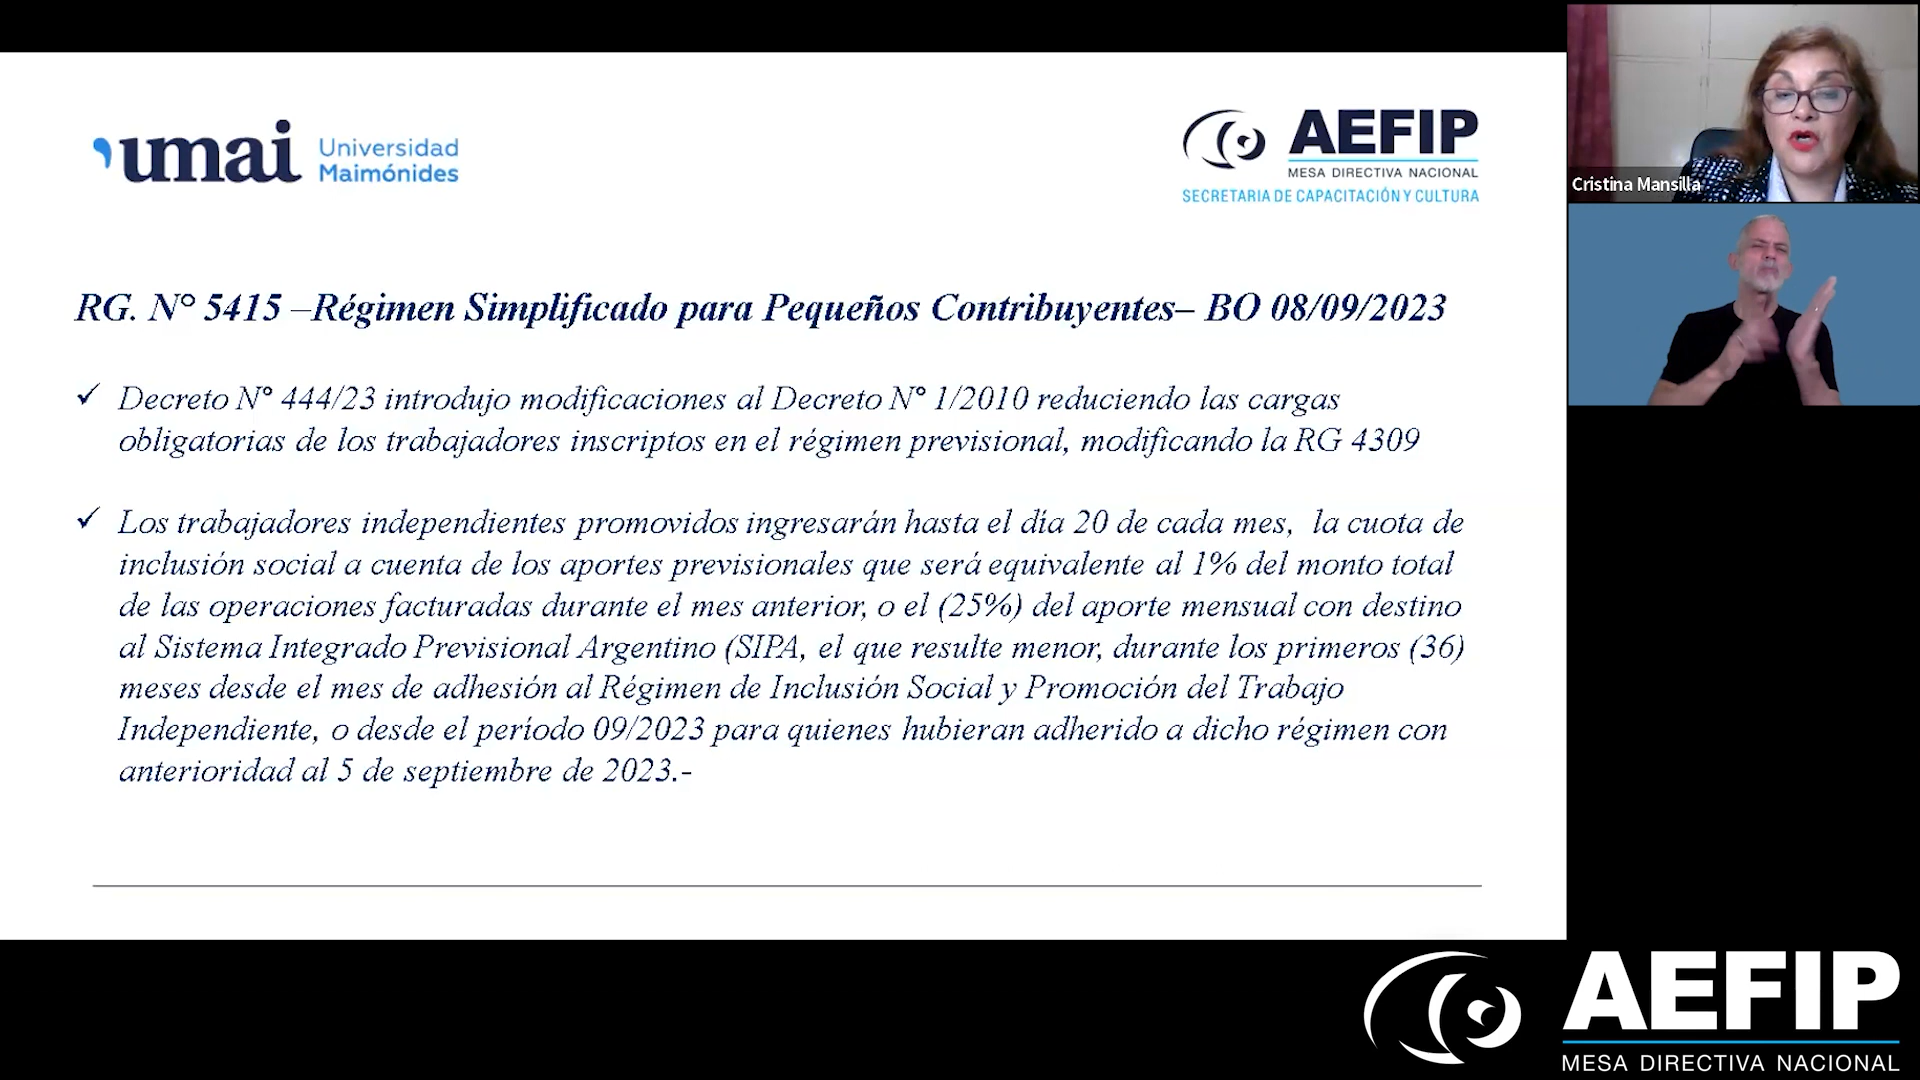 umai Universidad Maimónides
AEFIP
MESA DIRECTIVA NACIONAL
SECRETARIA DE CAPACITACIÓN Y CULTURA
Cristina Mansilla
RG. N° 5415 –Régimen Simplificado para Pequeños Contribuyentes– BO 08/09/2023
✓ Decreto N° 444/23 introdujo modificaciones al Decreto N° 1/2010 reduciendo las cargas
obligatorias de los trabajadores inscriptos en el régimen previsional, modificando la RG 4309
✓ Los trabajadores independientes promovidos ingresarán hasta el día 20 de cada mes, la cuota de
inclusión social a cuenta de los aportes previsionales que será equivalente al 1% del monto total
de las operaciones facturadas durante el mes anterior, o el (25%) del aporte mensual con destino
al Sistema Integrado Previsional Argentino (SIPA, el que resulte menor, durante los primeros (36)
meses desde el mes de adhesión al Régimen de Inclusión Social y Promoción del Trabajo
Independiente, o desde el período 09/2023 para quienes hubieran adherido a dicho régimen con
anterioridad al 5 de septiembre de 2023.-
AEFIP
MESA DIRECTIVA NACIONAL